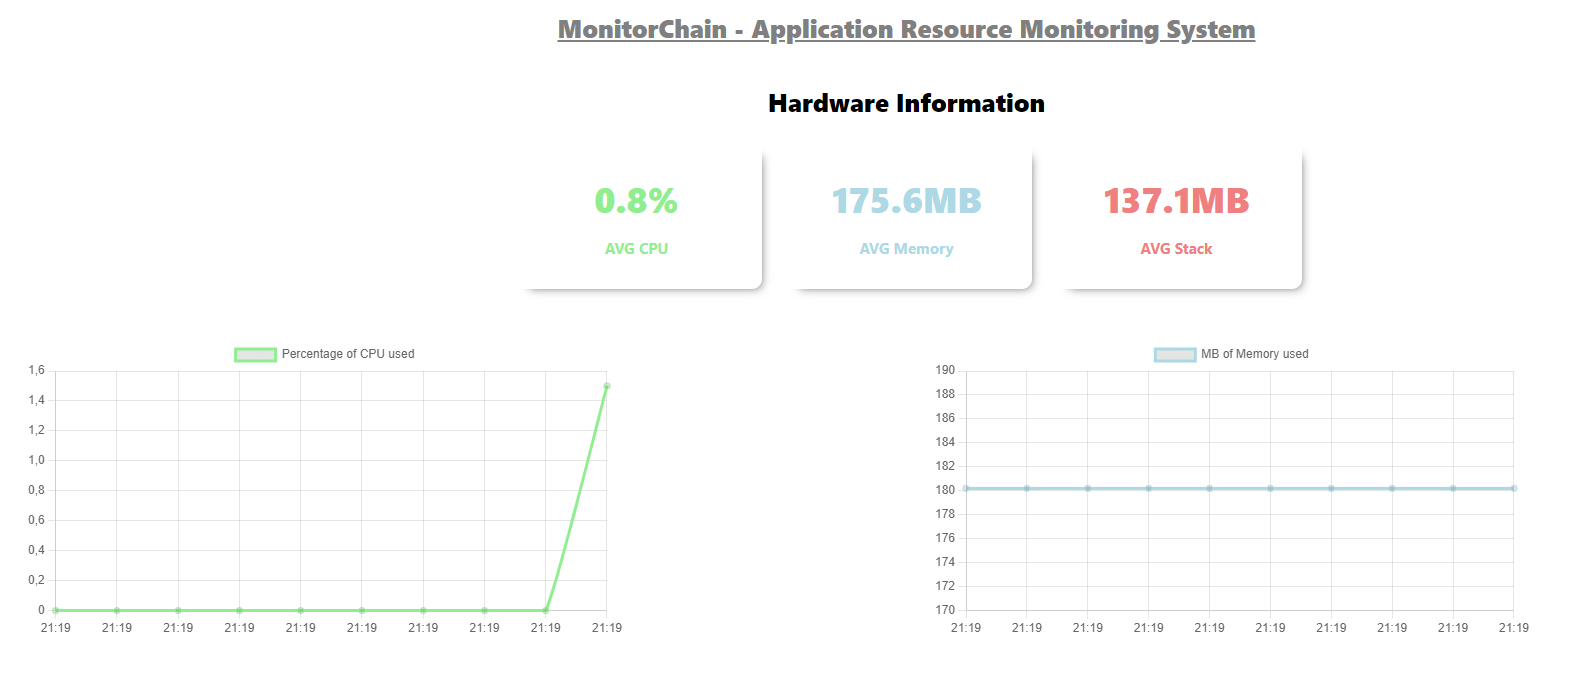 MonitorChain - Application Resource Monitoring System
Hardware Information
0.8%
AVG CPU
175.6MB
AVG Memory
137.1MB
AVG Stack
Percentage of CPU used
1,6
1,4
1,2
1,0
0,8
0,6
0,4
0,2
0
21:19 21:19 21:19 21:19 21:19 21:19 21:19 21:19 21:19 21:19
MB of Memory used
190
188
186
184
182
180
178
176
174
172
170
21:19 21:19 21:19 21:19 21:19 21:19 21:19 21:19 21:19 21:19